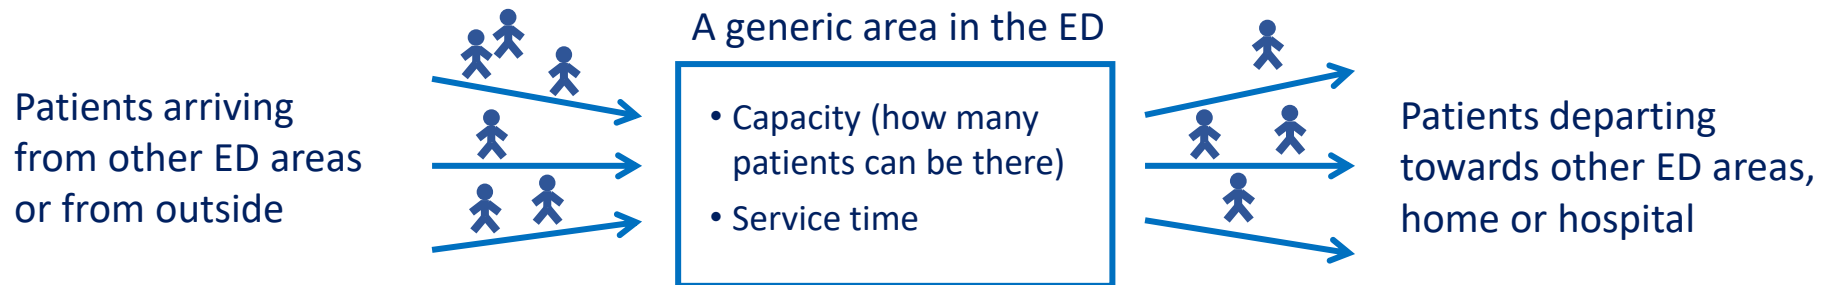 A generic area in the ED
Patients arriving
from other ED areas
or from outside
• Capacity (how many
patients can be there)
• Service time
Patients departing
towards other ED areas,
home or hospital